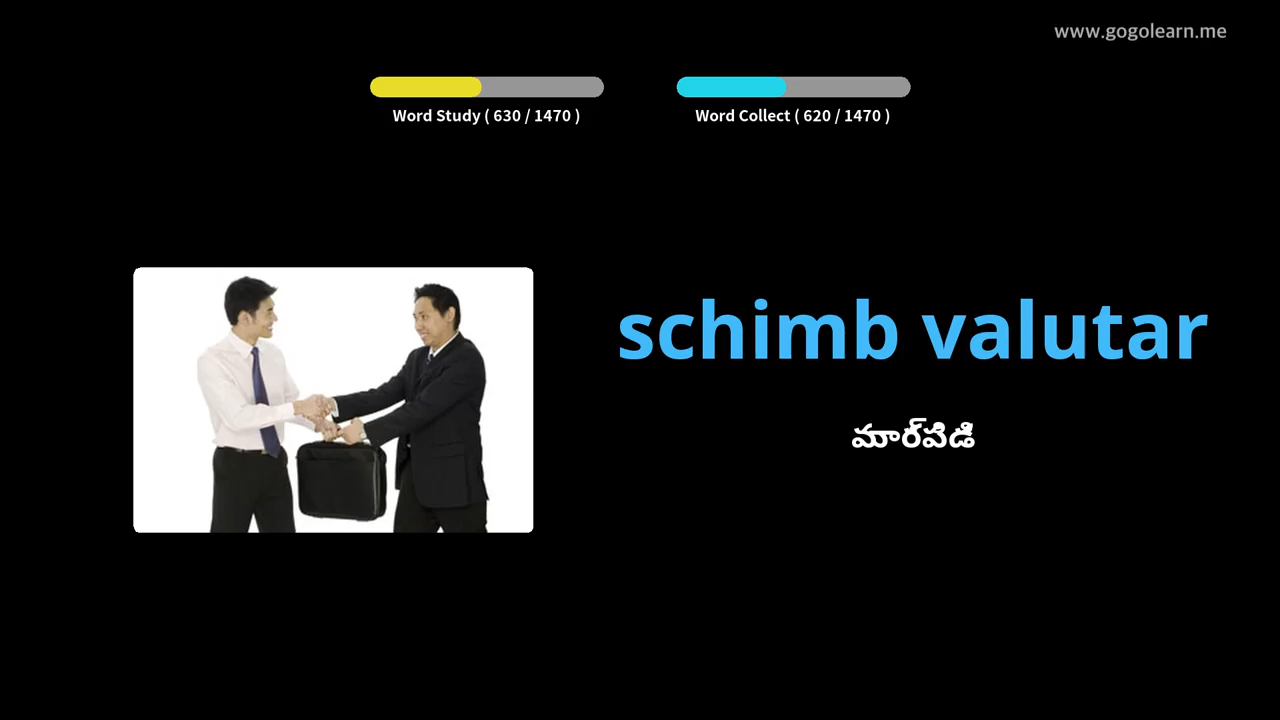 www.gogolearn.me
Word Study ( 630 / 1470 )
Word Collect ( 620 / 1470 )
schimb valutar
మార్‌పిడి